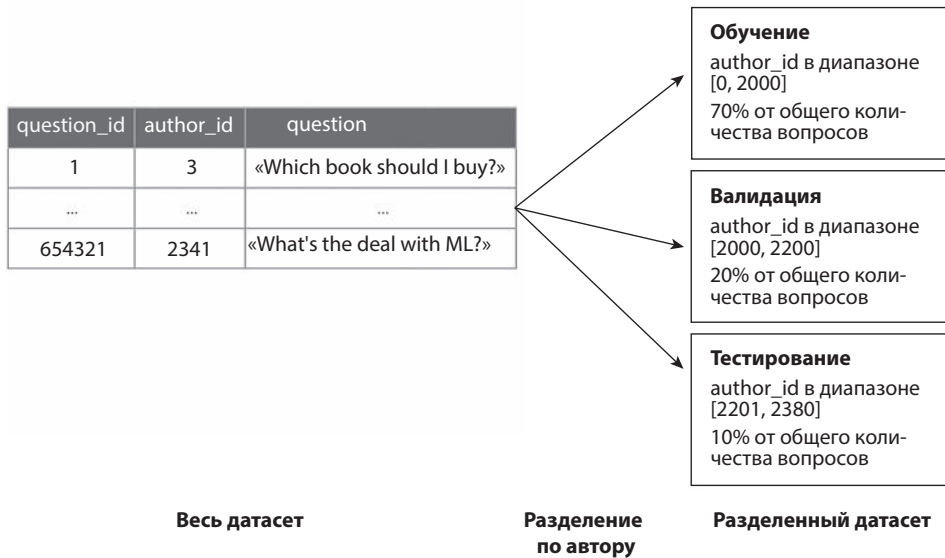 question_id author_id question
1 3 «Which book should I buy?»
... ... ...
654321 2341 «What's the deal with ML?»
Обучение
author_id в диапазоне
[0, 2000]
70% от общего коли-
чества вопросов
Валидация
author_id в диапазоне
[2000, 2200]
20% от общего коли-
чества вопросов
Тестирование
author_id в диапазоне
[2201, 2380]
10% от общего коли-
чества вопросов
Весь датасет
Разделение
по автору
Разделенный датасет